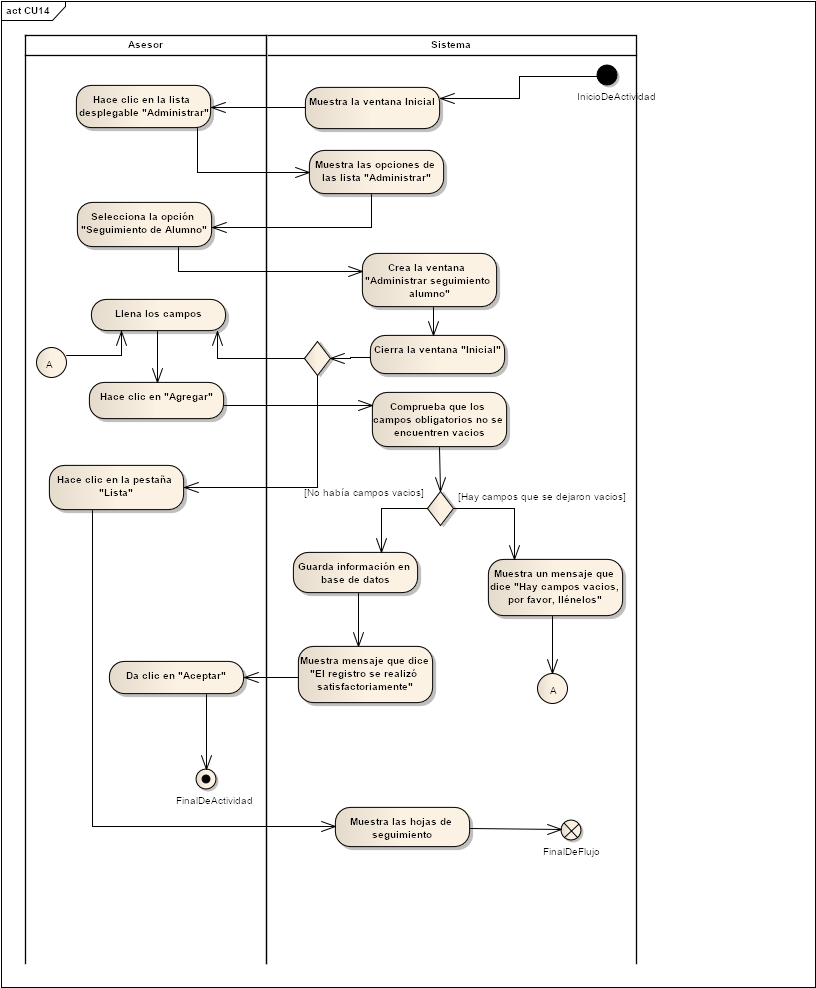 act CU14
Asesor
Sistema
InicioDeActividad
Muestra la ventana Inicial
Hace clic en la lista
desplegable "Administrar"
Muestra las opciones de
las lista "Administrar"
Selecciona la opción
"Seguimiento de Alumno"
Crea la ventana
"Administrar seguimiento
alumno"
Llena los campos
Cierra la ventana "Inicial"
A
Hace clic en "Agregar"
Comprueba que los
campos obligatorios no se
encuentren vacios
Hace clic en la pestaña
"Lista"
[No había campos vacios]
[Hay campos que se dejaron vacios]
Guarda información en
base de datos
Muestra un mensaje que
dice "Hay campos vacios,
por favor, llénelos"
Muestra mensaje que dice
"El registro se realizó
satisfactoriamente"
Da clic en "Aceptar"
A
FinalDeActividad
Muestra las hojas de
seguimiento
FinalDeFlujo